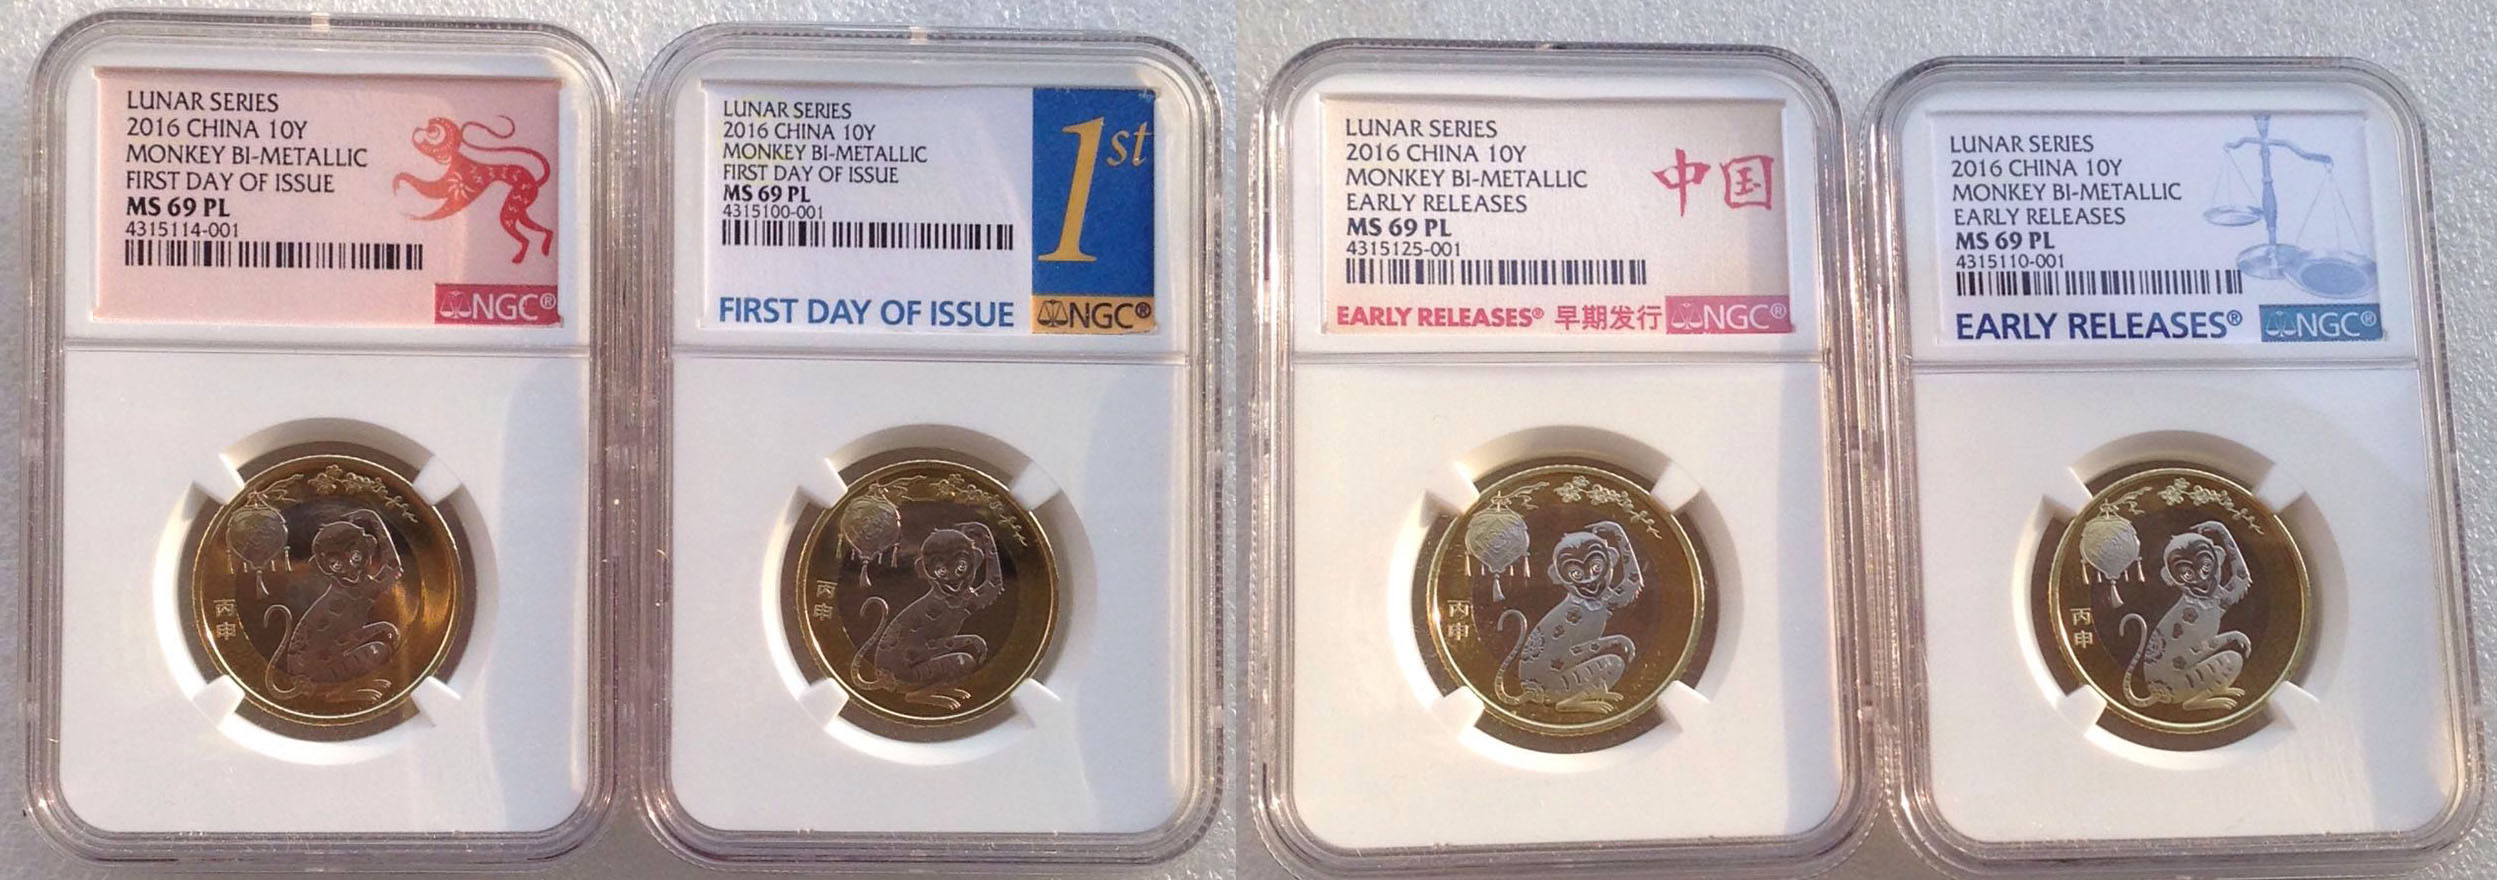 LUNAR SERIES
2016 CHINA 10Y
MONKEY BI-METALLIC
FIRST DAY OF ISSUE
MS 69 PL
4315114-001
NGC®
丙
申
LUNAR SERIES
2016 CHINA 10Y
MONKEY BI-METALLIC
FIRST DAY OF ISSUE
MS 69 PL
4315100-001
1st
FIRST DAY OF ISSUE NGC®
丙
申
LUNAR SERIES
2016 CHINA 10Y
MONKEY BI-METALLIC
EARLY RELEASES
MS 69 PL
4315125-001
中国
EARLY RELEASES® 早期发行 NGC®
丙
申
LUNAR SERIES
2016 CHINA 10Y
MONKEY BI-METALLIC
EARLY RELEASES
MS 69 PL
4315110-001
EARLY RELEASES® NGC®
丙
申